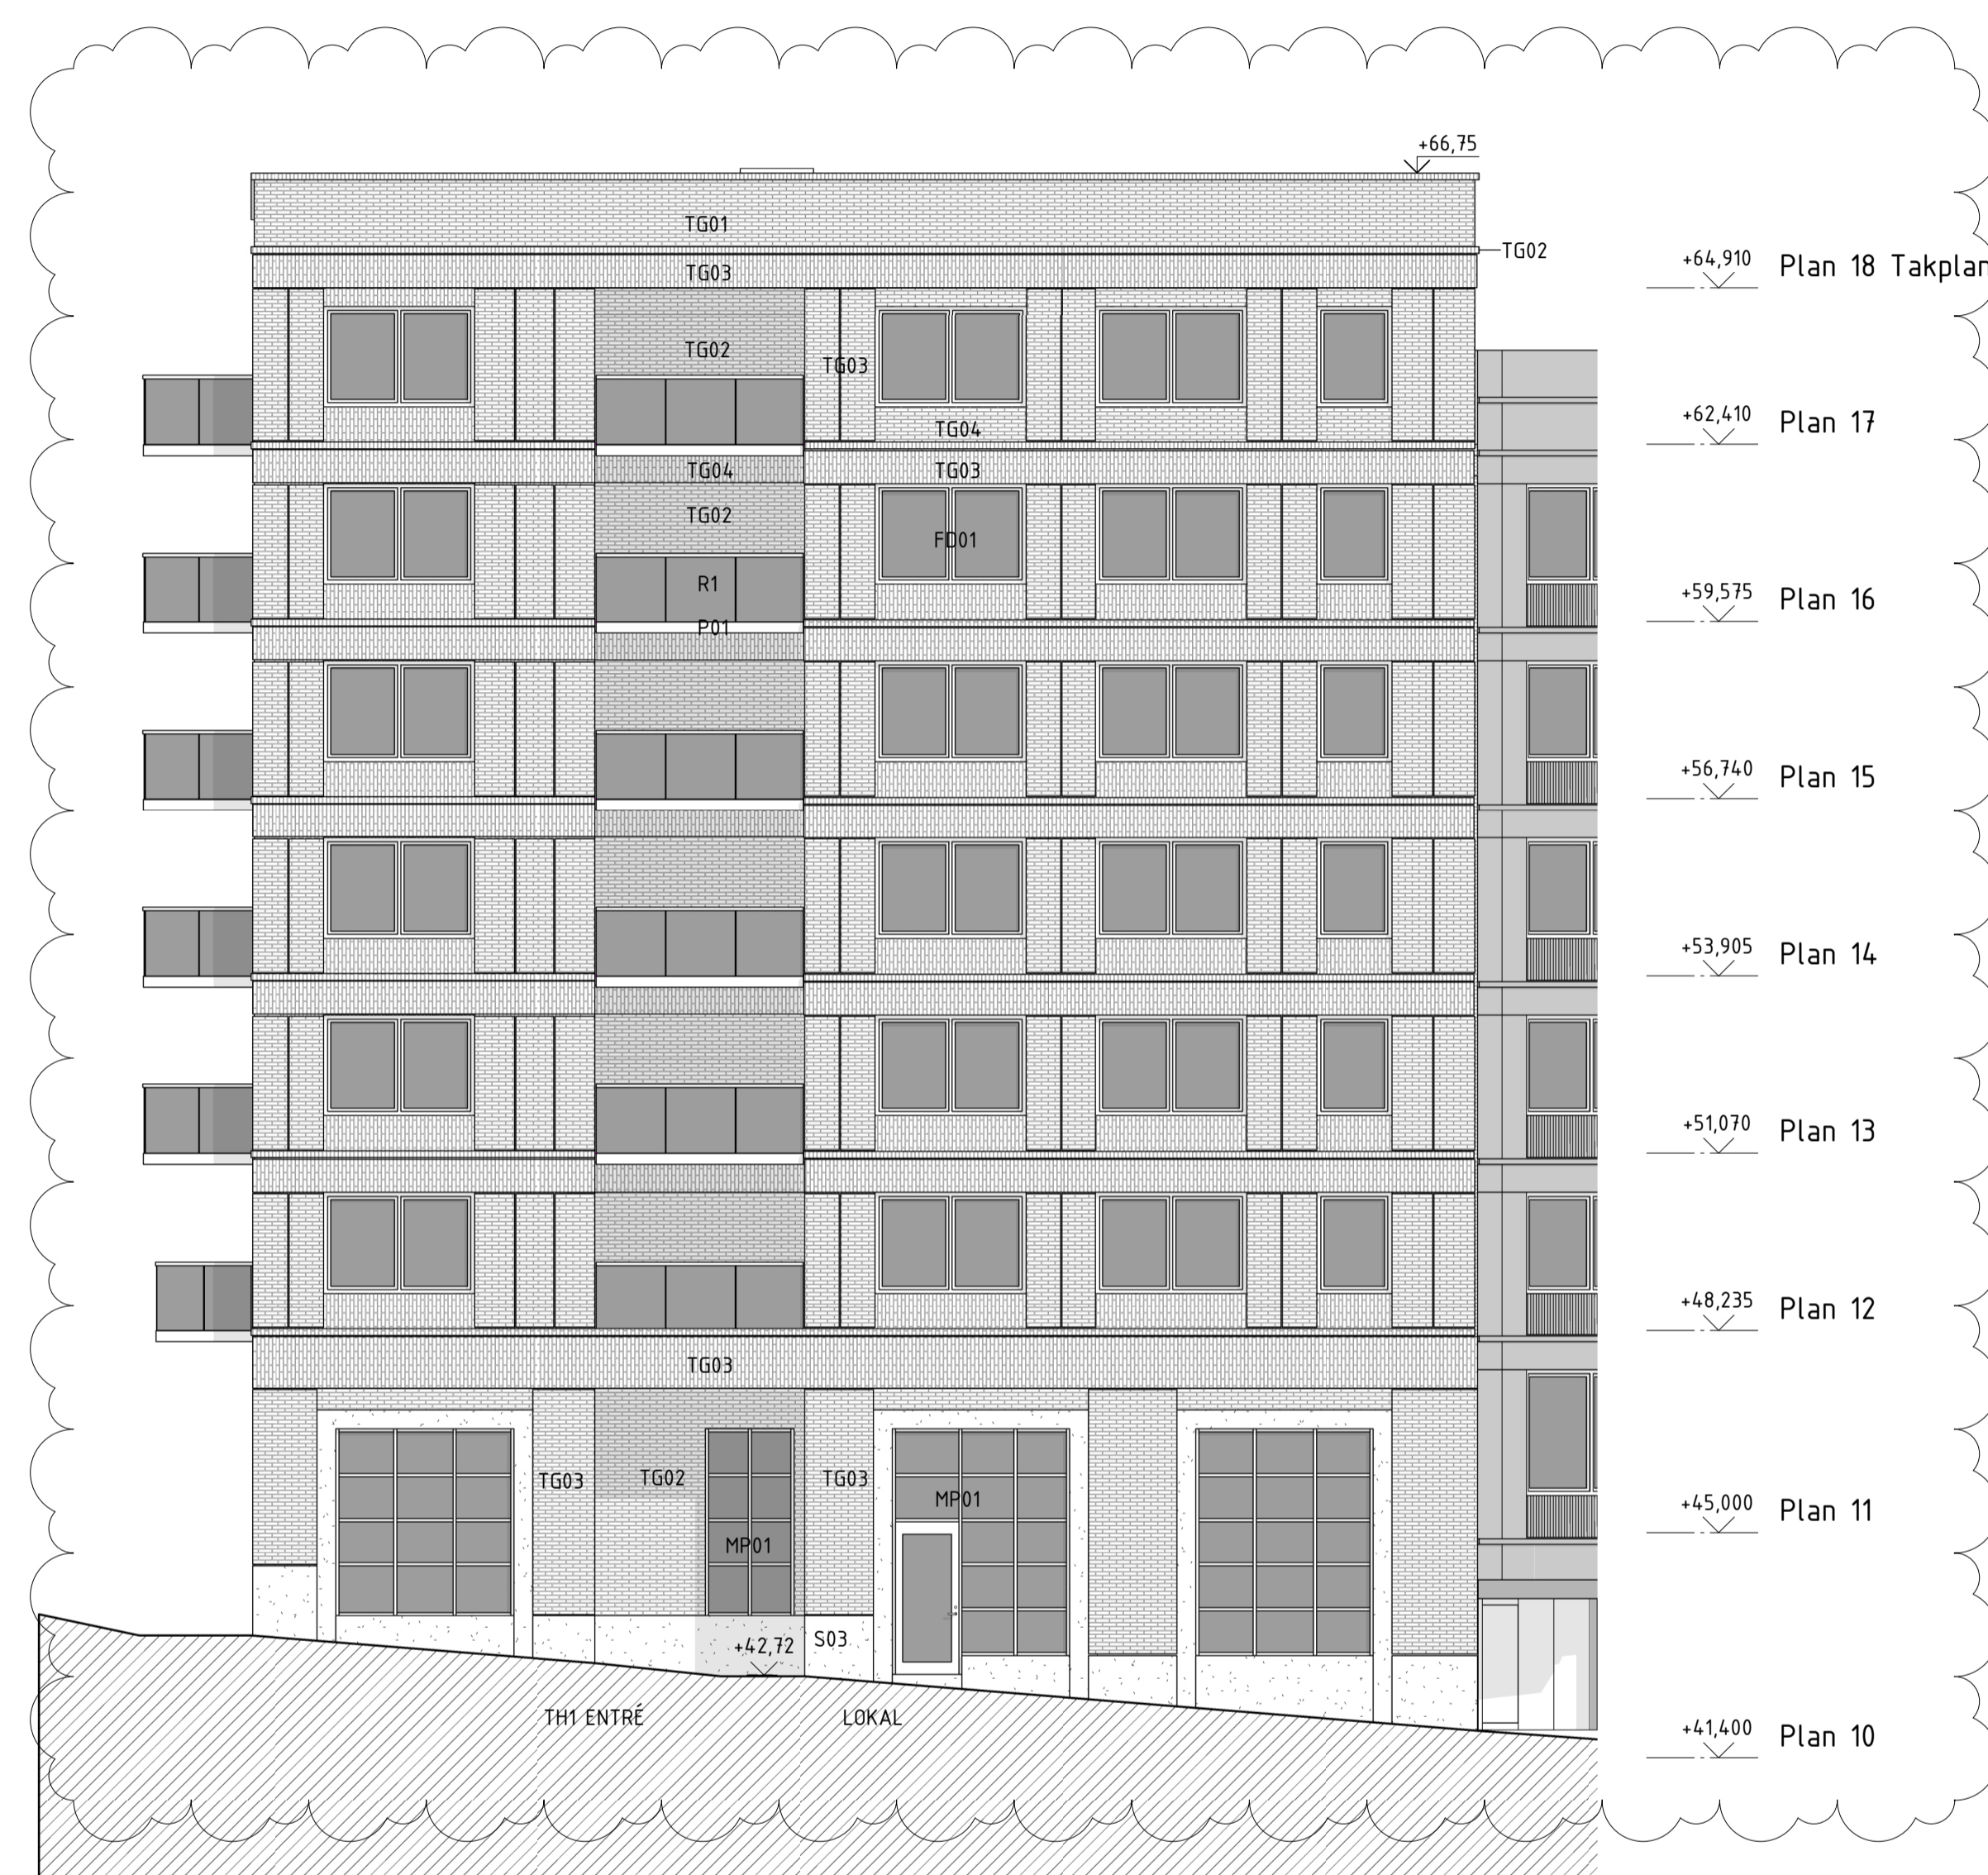 +66,75
TG01
TG02
+64,910 Plan 18 Takplan
TG03
TG02
TG03
+62,410 Plan 17
TG04
TG04
TG03
TG02
FD01
R1
+59,575 Plan 16
P01
+56,740 Plan 15
+53,905 Plan 14
+51,070 Plan 13
+48,235 Plan 12
TG03
TG03
TG02
TG03
MP01
+45,000 Plan 11
MP01
S03
+42,72
TH1 ENTRÉ
LOKAL
+41,400 Plan 10